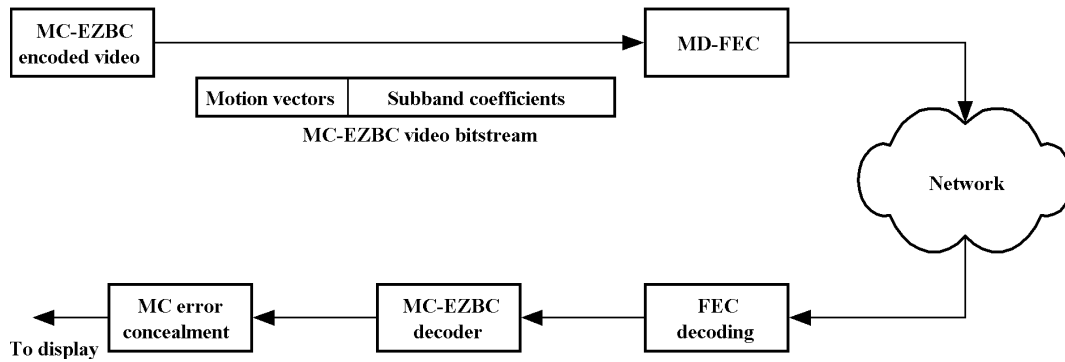 MC-EZBC
encoded video
MD-FEC
Motion vectors
Subband coefficients
MC-EZBC video bitstream
Network
MC error
concealment
MC-EZBC
decoder
FEC
decoding
To display